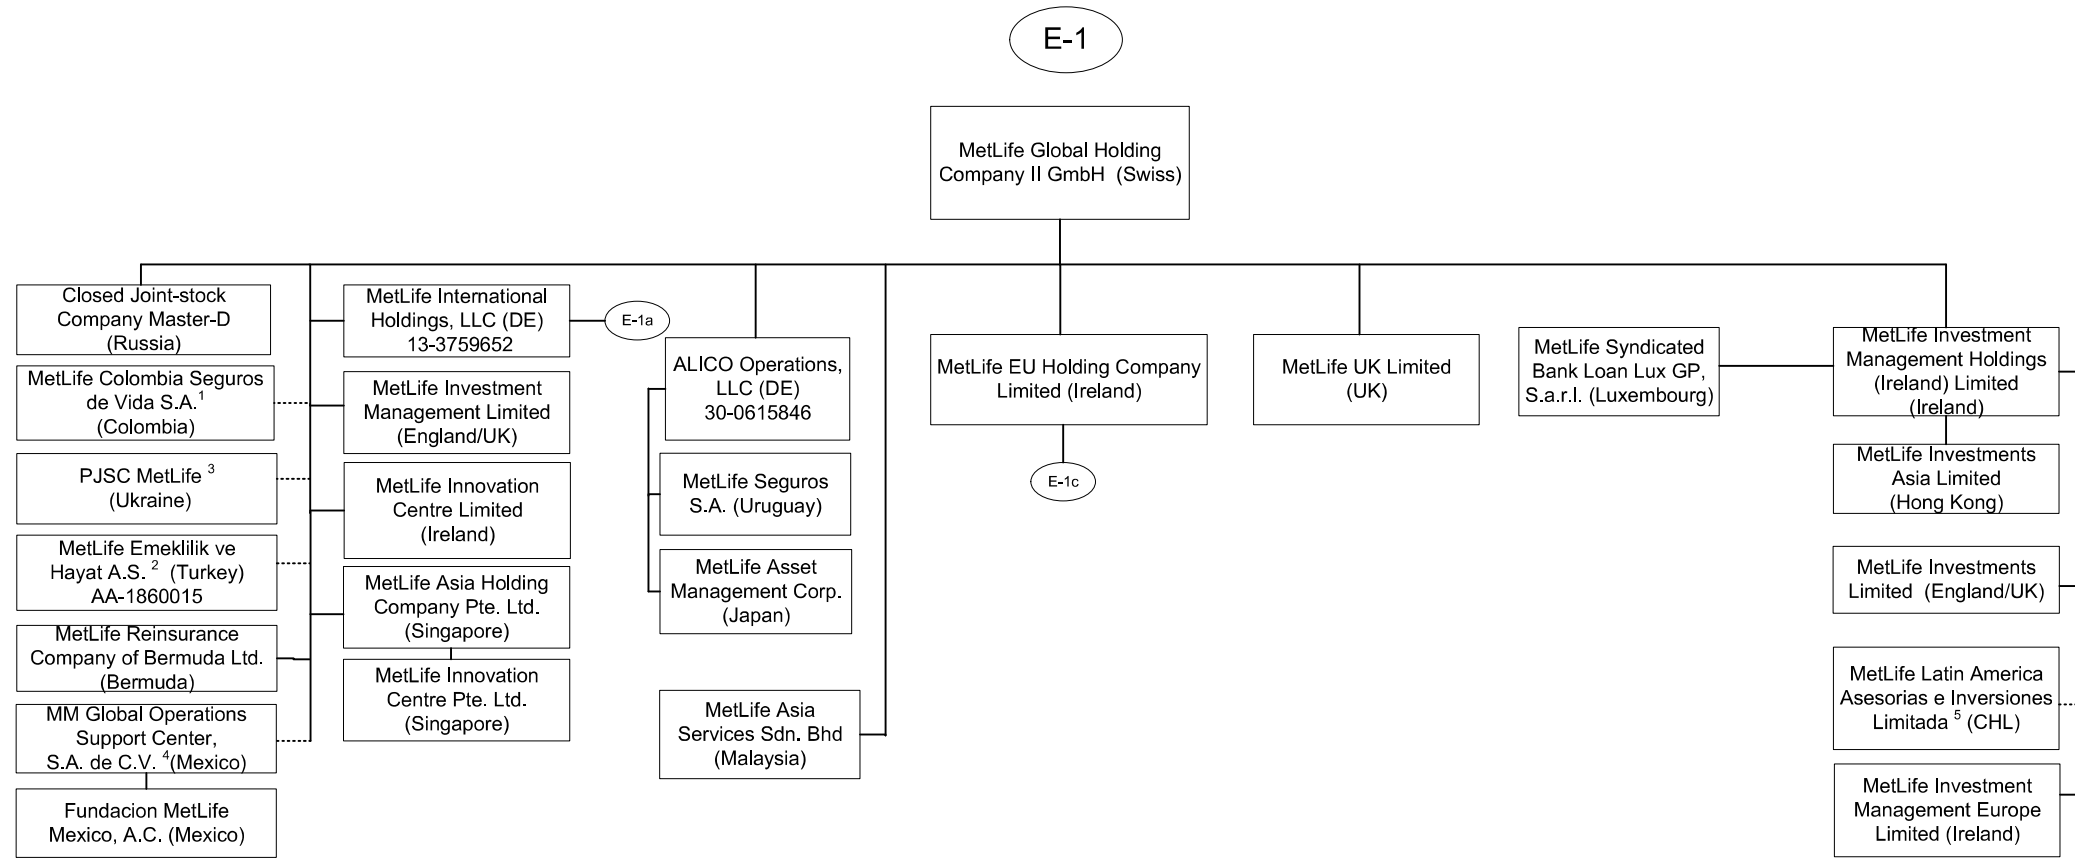 E-1
MetLife Global Holding
Company II GmbH (Swiss)
Closed Joint-stock
Company Master-D
(Russia)
MetLife Colombia Seguros
de Vida S.A.1
(Colombia)
PJSC MetLife 3
(Ukraine)
MetLife Emeklilik ve
Hayat A.S. 2 (Turkey)
AA-1860015
MetLife Reinsurance
Company of Bermuda Ltd.
(Bermuda)
MM Global Operations
Support Center,
S.A. de C.V. 4(Mexico)
Fundacion MetLife
Mexico, A.C. (Mexico)
MetLife International
Holdings, LLC (DE)
13-3759652
E-1a
MetLife Investment
Management Limited
(England/UK)
MetLife Innovation
Centre Limited
(Ireland)
MetLife Asia Holding
Company Pte. Ltd.
(Singapore)
MetLife Innovation
Centre Pte. Ltd.
(Singapore)
ALICO Operations,
LLC (DE)
30-0615846
MetLife Seguros
S.A. (Uruguay)
MetLife Asset
Management Corp.
(Japan)
MetLife Asia
Services Sdn. Bhd
(Malaysia)
MetLife EU Holding Company
Limited (Ireland)
E-1c
MetLife UK Limited
(UK)
MetLife Syndicated
Bank Loan Lux GP,
S.a.r.l. (Luxembourg)
MetLife Investment
Management Holdings
(Ireland) Limited
(Ireland)
MetLife Investments
Asia Limited
(Hong Kong)
MetLife Investments
Limited (England/UK)
MetLife Latin America
Asesorias e Inversiones
Limitada 5 (CHL)
MetLife Investment
Management Europe
Limited (Ireland)